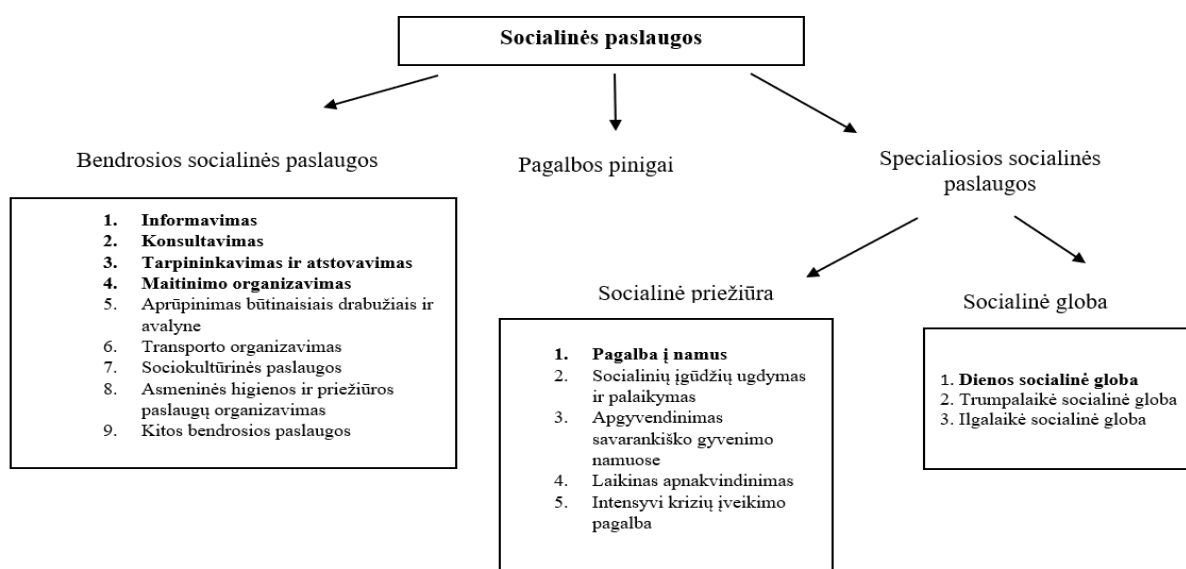 Socialinės paslaugos
Bendrosios socialinės paslaugos
1. Informavimas
2. Konsultavimas
3. Tarpininkavimas ir atstovavimas
4. Maitinimo organizavimas
5. Aprūpinimas būtinaisiais drabužiais ir
avalyne
6. Transporto organizavimas
7. Sociokultūrinės paslaugos
8. Asmeninės higienos ir priežiūros
paslaugų organizavimas
9. Kitos bendrosios paslaugos
Pagalbos pinigai
Specialiosios socialinės
paslaugos
Socialinė priežiūra
1. Pagalba į namus
2. Socialinių įgūdžių ugdymas
ir palaikymas
3. Apgyvendinimas
savarankiško gyvenimo
namuose
4. Laikinas apnakvindinimas
5. Intensyvi krizių įveikimo
pagalba
Socialinė globa
1. Dienos socialinė globa
2. Trumpalaikė socialinė globa
3. Ilgalaikė socialinė globa